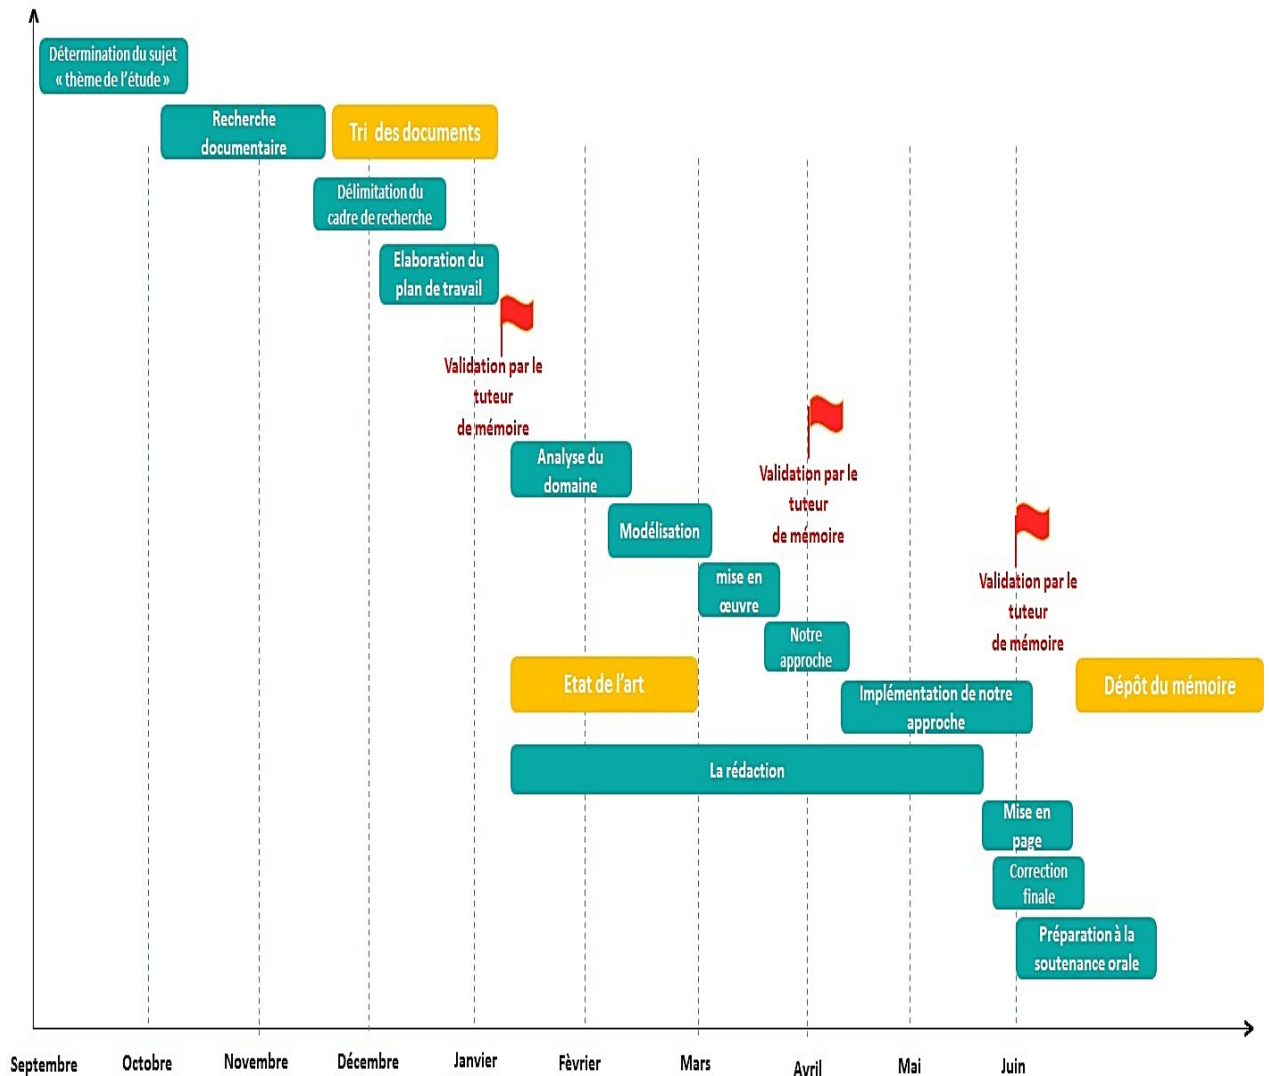 Détermination du sujet
« thème de l'étude »
Recherche
documentaire
Tri des documents
Délimitation du
cadre de recherche
Elaboration du
plan de travail
Validation par le
tuteur
de mémoire
Validation par le
tuteur
de mémoire
Validation par le
tuteur
de mémoire
Analyse du
domaine
Modélisation
mise en
œuvre
Notre
approche
Etat de l'art
Implémentation de notre
approche
Dépôt du mémoire
La rédaction
Mise en
page
Correction
finale
Préparation à la
soutenance orale
Septembre Octobre Novembre Décembre Janvier Fèvrier Mars Avril Mai Juin